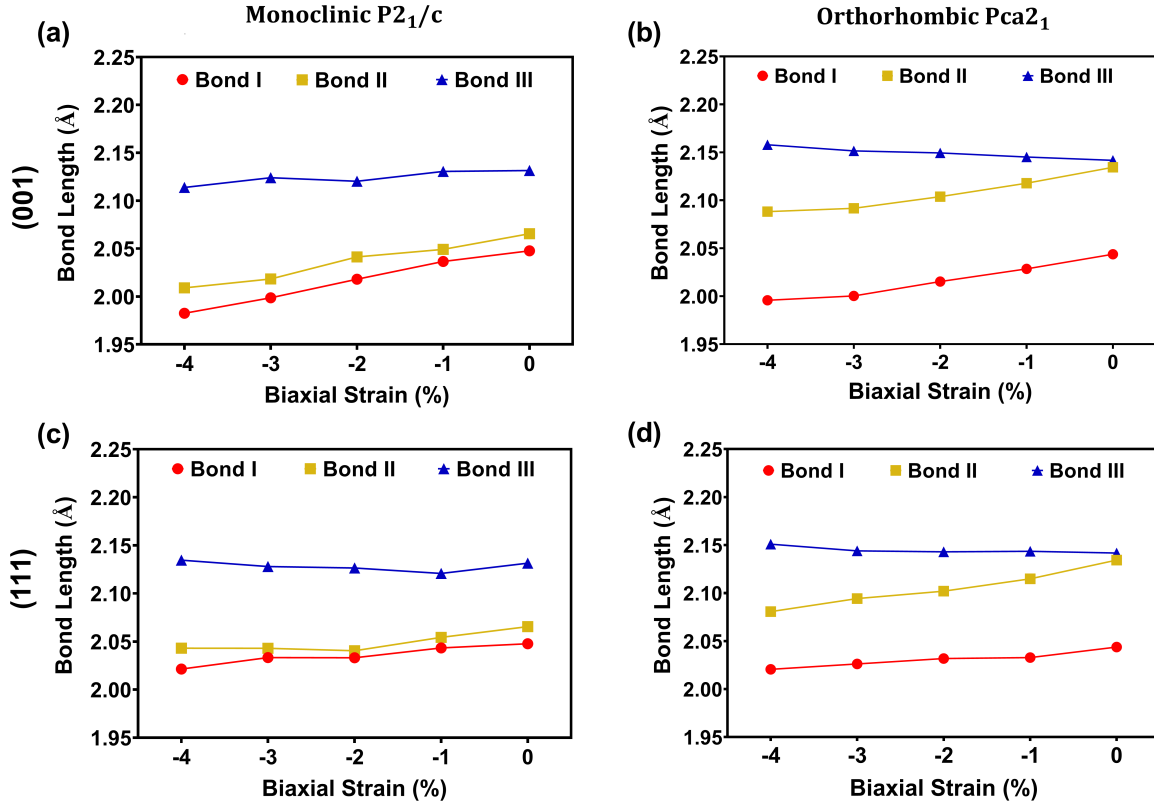 Monoclinic P2₁/c
Orthorhombic Pca2₁
(001)
(111)
(a)
Bond I Bond II Bond III
2.25
2.20
2.15
2.10
2.05
2.00
1.95
Bond Length (Å)
-4 -3 -2 -1 0
Biaxial Strain (%)
(b)
Bond I Bond II Bond III
2.25
2.20
2.15
2.10
2.05
2.00
1.95
Bond Length (Å)
-4 -3 -2 -1 0
Biaxial Strain (%)
(c)
Bond I Bond II Bond III
2.25
2.20
2.15
2.10
2.05
2.00
1.95
Bond Length (Å)
-4 -3 -2 -1 0
Biaxial Strain (%)
(d)
Bond I Bond II Bond III
2.25
2.20
2.15
2.10
2.05
2.00
1.95
Bond Length (Å)
-4 -3 -2 -1 0
Biaxial Strain (%)